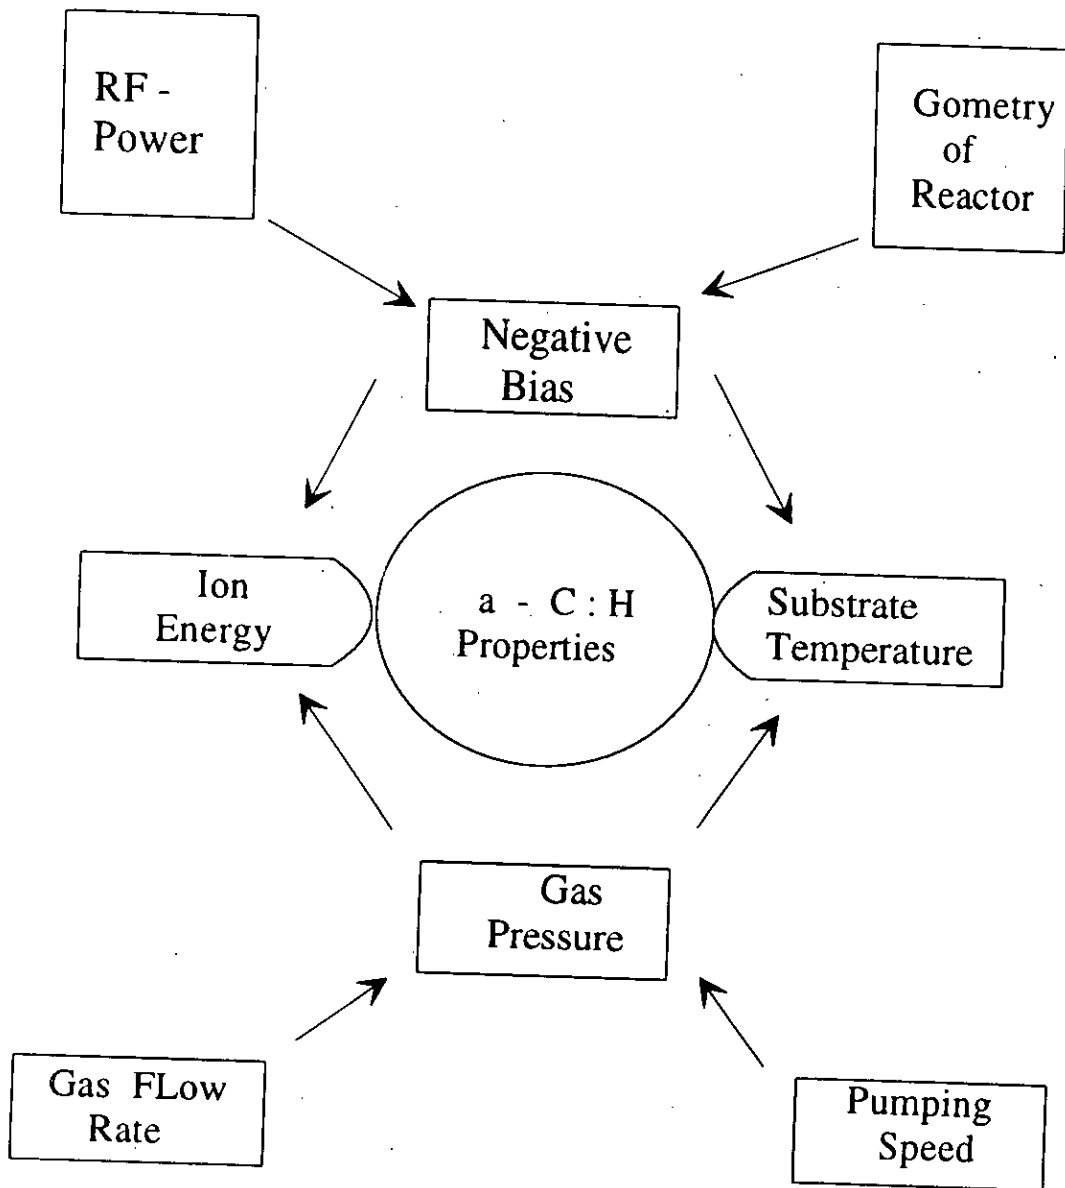 RF -
Power
Gometry
of
Reactor
Negative
Bias
Ion
Energy
a - C : H
Properties
Substrate
Temperature
Gas
Pressure
Gas FLow
Rate
Pumping
Speed